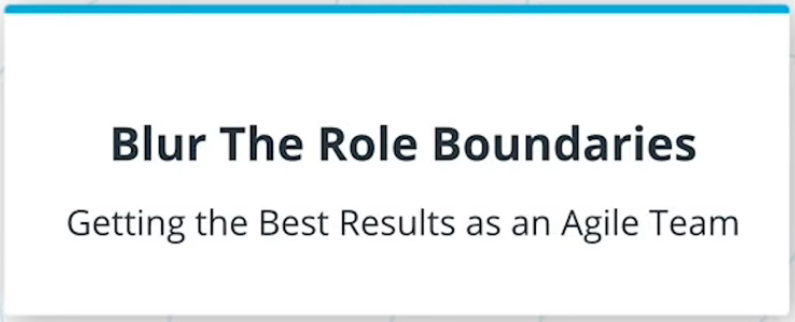 Blur The Role Boundaries
Getting the Best Results as an Agile Team